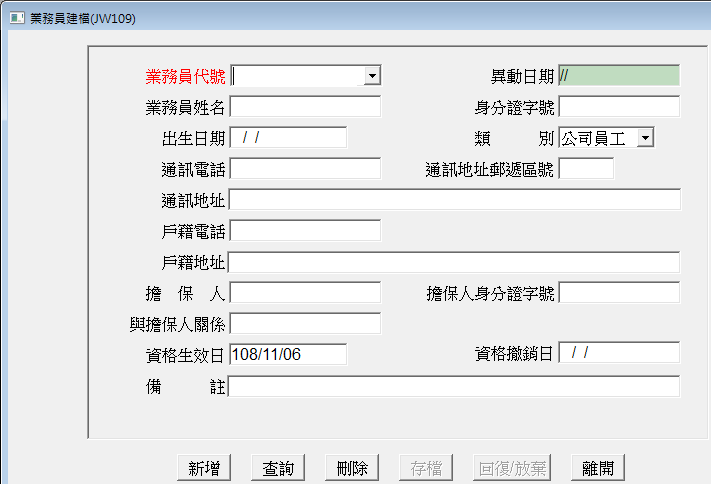 業務員建檔(JW109)
業務員代號 異動日期 //
業務員姓名 身分證字號
出生日期 / / 類 別 公司員工
通訊電話 通訊地址郵遞區號
通訊地址
戶籍電話
戶籍地址
擔 保 人 擔保人身分證字號
與擔保人關係
資格生效日 108/11/06 資格撤銷日 / /
備 註
新增 查詢 刪除 存檔 回復/放棄 離開